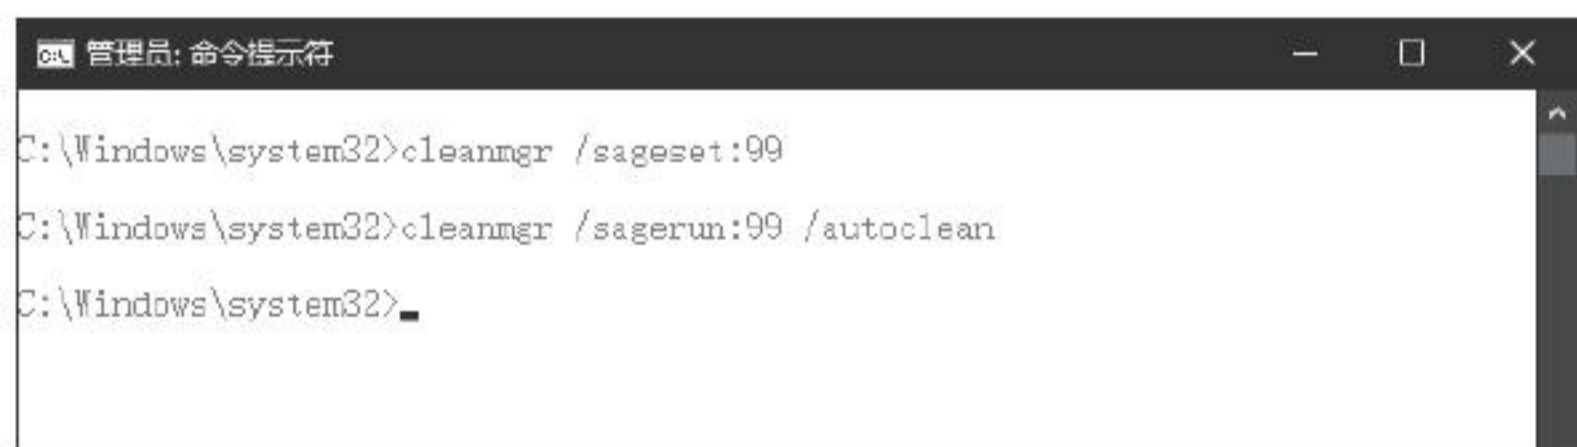 管理员: 命令提示符
C:\Windows\system32>cleanmgr /sageset:99
C:\Windows\system32>cleanmgr /sagerun:99 /autoclean
C:\Windows\system32>